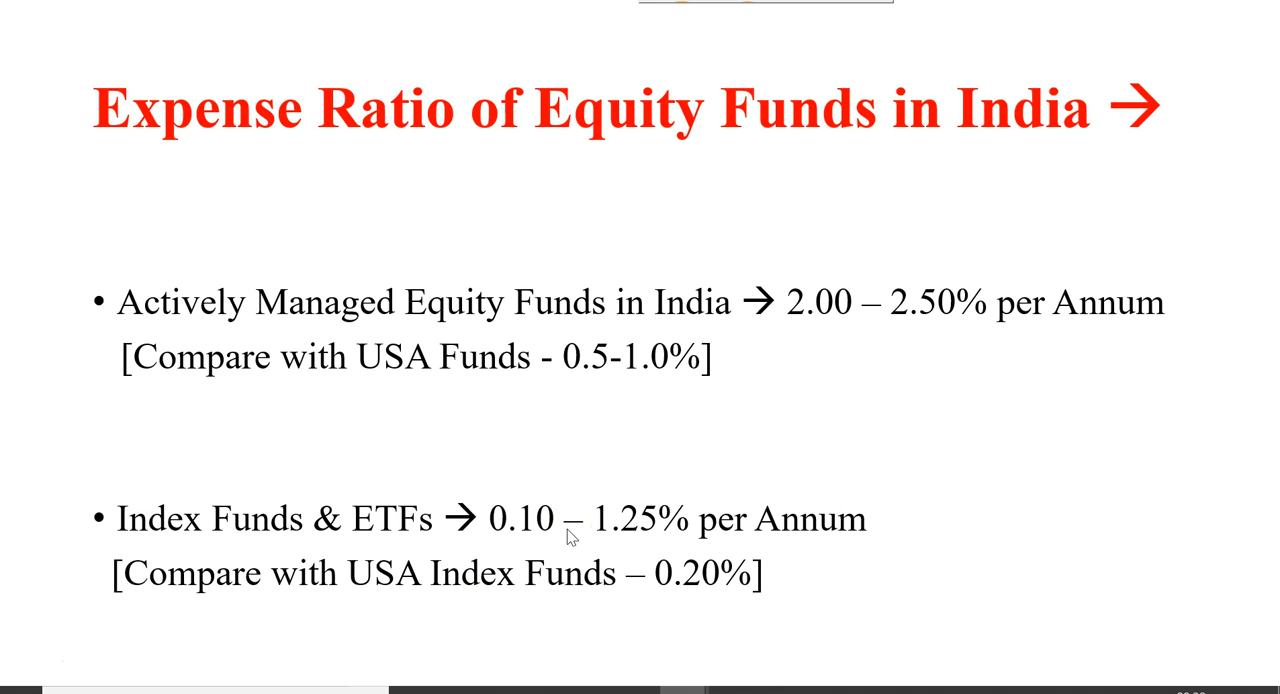 Expense Ratio of Equity Funds in India →
• Actively Managed Equity Funds in India → 2.00 – 2.50% per Annum
[Compare with USA Funds - 0.5-1.0%]
• Index Funds & ETFs → 0.10 – 1.25% per Annum
[Compare with USA Index Funds – 0.20%]